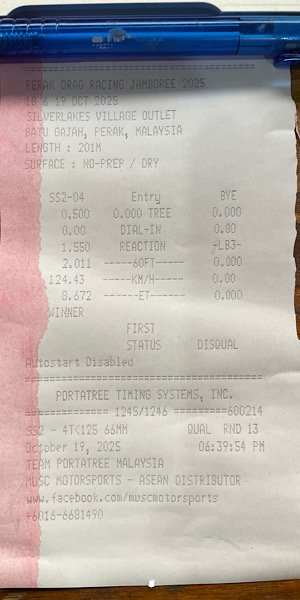 ==========================================
PERAK DRAG RACING JAMBOREE 2025
18 & 19 OCT 2025
SILVERLAKES VILLAGE OUTLET
BATU GAJAH, PERAK, MALAYSIA
LENGTH : 201M
SURFACE : NO-PREP / DRY
SS2-04 Entry BYE
0.500 0.000 TREE 0.000
0.00 DIAL-IN 0.00
1.550 REACTION -LB3-
2.011 -----60FT----- 0.000
124.43 -----KM/H----- 0.00
8.672 ------ET------ 0.000
WINNER
FIRST
STATUS DISQUAL
Autostart Disabled
==========================================
PORTATREE TIMING SYSTEMS, INC.
============= 1245/1246 =========600214
SS2 - 4T<125 66MM QUAL RND 13
October 19, 2025 06:39:54 PM
TEAM PORTATREE MALAYSIA
MUSC MOTORSPORTS - ASEAN DISTRIBUTOR
www.facebook.com/muscmotorsports
+6016-6681490